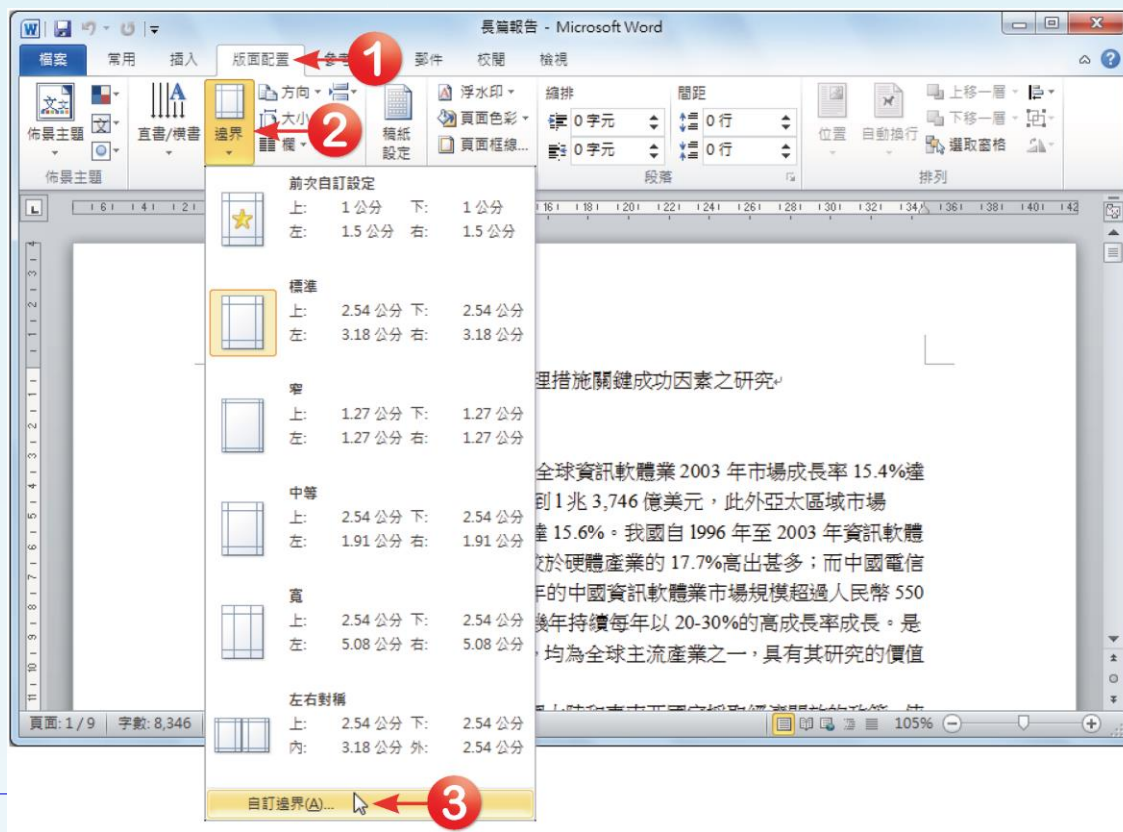 長篇報告 - Microsoft Word
檔案 常用 插入 版面配置 郵件 校閱 檢視
1
佈景主題 直書/橫書 邊界 方向 大小 欄 稿紙設定 浮水印 頁面色彩 頁面框線... 縮排 0 字元 0 字元 間距 0 行 0 行 位置 自動換行 上移一層 下移一層 選取窗格
2
佈景主題 段落 排列
前次自訂設定
上: 1 公分 下: 1 公分
左: 1.5 公分 右: 1.5 公分
標準
上: 2.54 公分 下: 2.54 公分
左: 3.18 公分 右: 3.18 公分
窄
上: 1.27 公分 下: 1.27 公分
左: 1.27 公分 右: 1.27 公分
中等
上: 2.54 公分 下: 2.54 公分
左: 1.91 公分 右: 1.91 公分
寬
上: 2.54 公分 下: 2.54 公分
左: 5.08 公分 右: 5.08 公分
左右對稱
上: 2.54 公分 下: 2.54 公分
內: 3.18 公分 外: 2.54 公分
自訂邊界(A)...
3
理措施關鍵成功因素之研究
全球資訊軟體業 2003 年市場成長率 15.4%達
到 1 兆 3,746 億美元,此外亞太區域市場
達 15.6%。我國自 1996 年至 2003 年資訊軟體
於硬體產業的 17.7%高出甚多;而中國電信
年的中國資訊軟體業市場規模超過人民幣 550
幾年持續每年以 20-30%的高成長率成長。是
,均為全球主流產業之一,具有其研究的價值
頁面: 1 / 9 字數: 8,346 105%